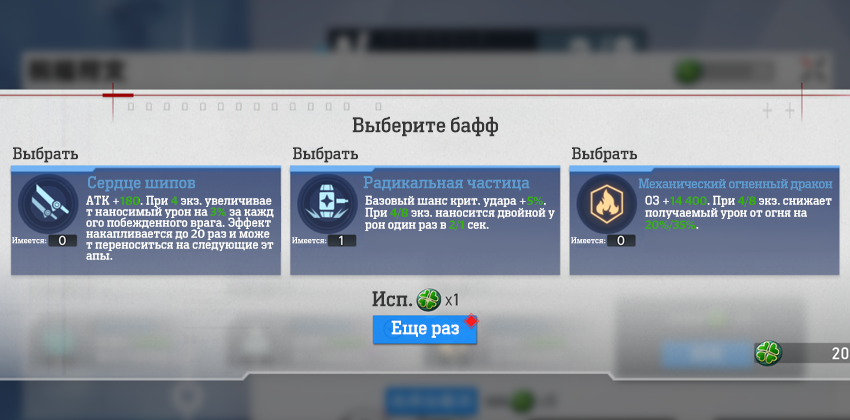 Выберите бафф
Выбрать
Выбрать
Выбрать
Сердце шипов
АТК +180. При 4 экз. увеличивае
т наносимый урон на 3% за кажд
ого побежденного врага. Эффект
накапливается до 20 раз и може
т переноситься на следующие эт
апы.
Имеется: 0
Радикальная частица
Базовый шанс крит. удара +5%.
При 4/8 экз. наносится двойной у
рон один раз в 2/1 сек.
Имеется: 1
Механический огненный дракон
ОЗ +14 400. При 4/8 экз. снижает
получаемый урон от огня на
20%/35%.
Имеется: 0
Исп. x1
Еще раз
20